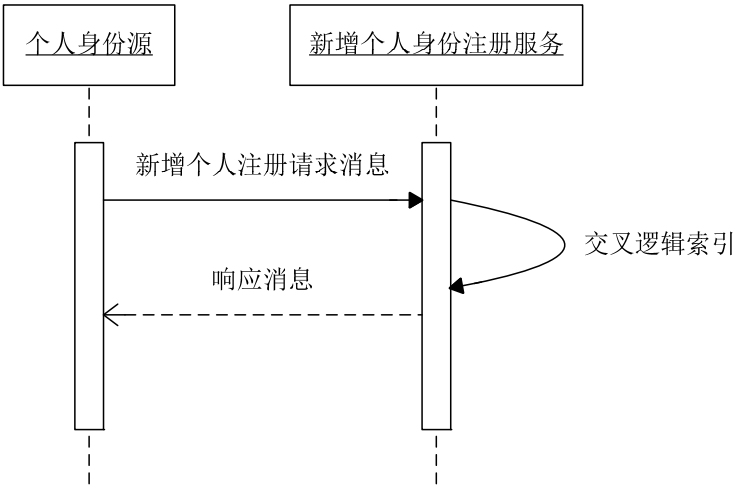 个人身份源
新增个人身份注册服务
新增个人注册请求消息
交叉逻辑索引
响应消息